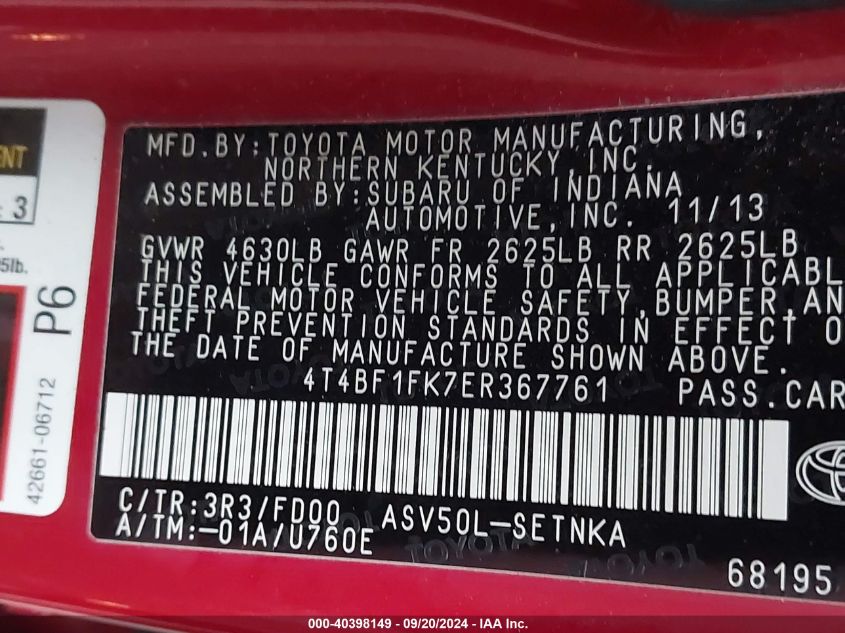 MFD.BY:TOYOTA MOTOR MANUFACTURING,
NORTHERN KENTUCKY,INC.
ASSEMBLED BY:SUBARU OF INDIANA
AUTOMOTIVE,INC. 11/13
GVWR 4630LB GAWR FR 2625LB RR 2625LB
THIS VEHICLE CONFORMS TO ALL APPLICABL
FEDERAL MOTOR VEHICLE SAFETY,BUMPER,AN
THEFT PREVENTION STANDARDS IN EFFECT O
THE DATE OF MANUFACTURE SHOWN ABOVE.
4T4BF1FK7ER367761 PASS.CAR
C/TR:3R3/FD00 ASV50L-SETNKA
A/TM:-01A/U760E
68195
ENT
3
5lb.
P6
42661-06712
000-40398149 - 09/20/2024 - IAA Inc.